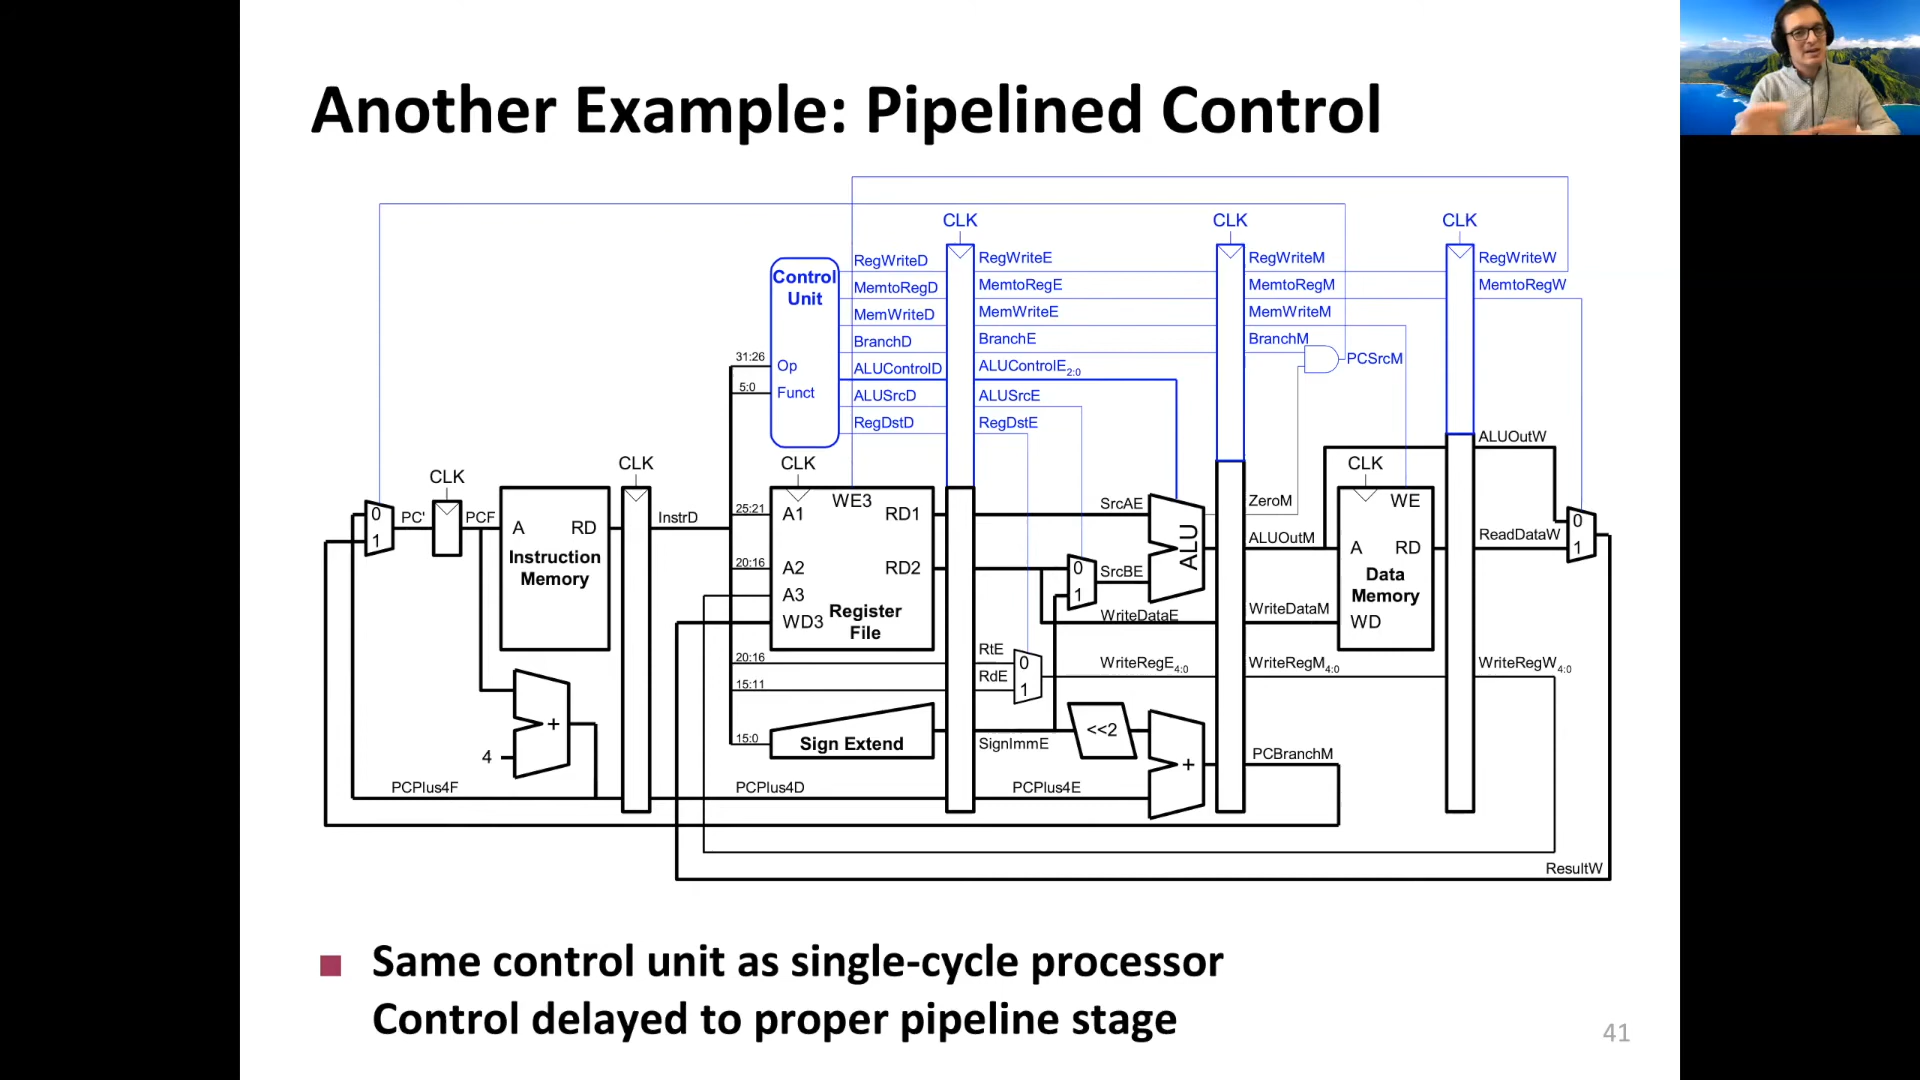 Another Example: Pipelined Control
CLK CLK CLK
Control Unit
Op
Funct
31:26
5:0
RegWriteD RegWriteE RegWriteM RegWriteW
MemtoRegD MemtoRegE MemtoRegM MemtoRegW
MemWriteD MemWriteE MemWriteM
BranchD BranchE BranchM
PCSrcM
ALUControlD ALUControlE2:0
ALUSrcD ALUSrcE
RegDstD RegDstE
CLK CLK CLK CLK
0
1
PC' PCF
A RD
Instruction
Memory
InstrD
25:21
20:16
20:16
15:11
15:0
A1
A2
A3
WD3
WE3
RD1
RD2
Register
File
SrcAE
0
1
SrcBE
ALU
WriteDataE
ZeroM
ALUOutM
WriteDataM
A RD
WE
Data
Memory
WD
ALUOutW
ReadDataW
0
1
RtE
RdE
0
1
WriteRegE4:0 WriteRegM4:0 WriteRegW4:0
Sign Extend
SignImmE
<<2
+
4
+
PCBranchM
PCPlus4F PCPlus4D PCPlus4E
ResultW
Same control unit as single-cycle processor
Control delayed to proper pipeline stage
41